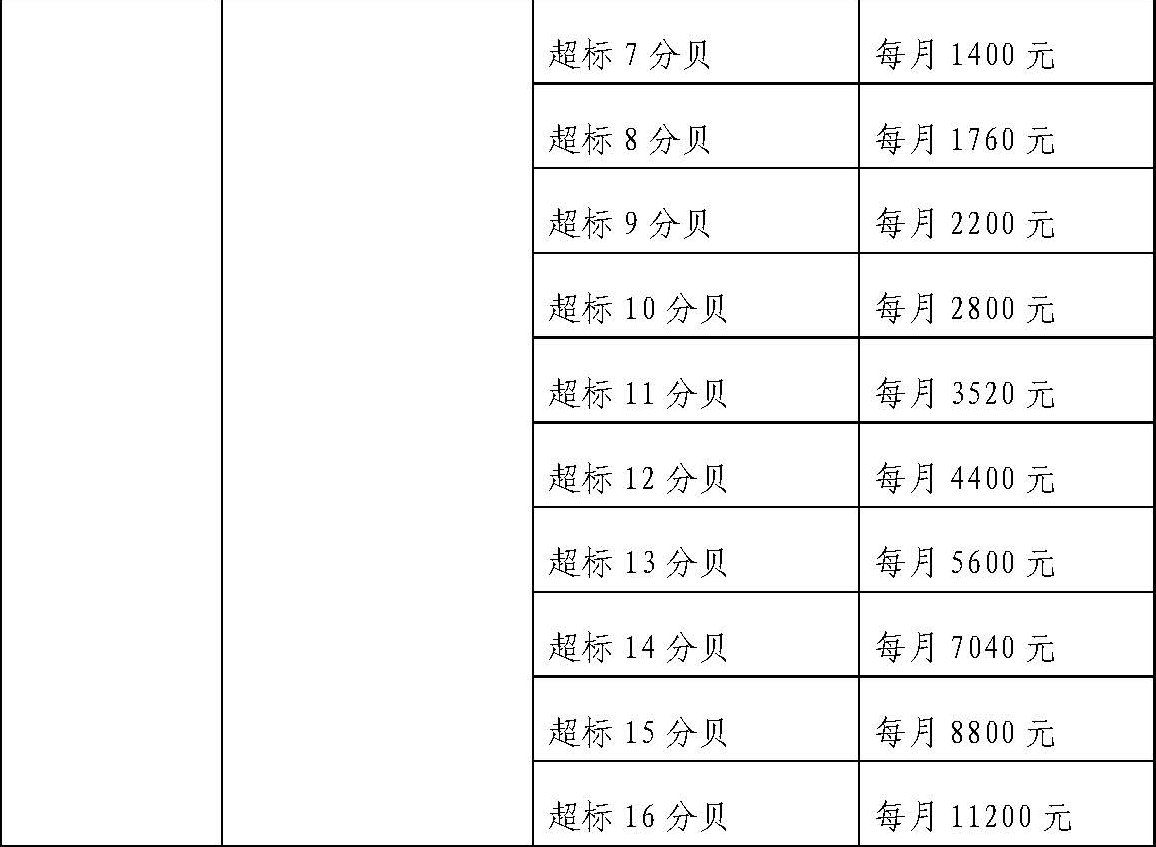 超标 7 分贝 每月 1400 元
超标 8 分贝 每月 1760 元
超标 9 分贝 每月 2200 元
超标 10 分贝 每月 2800 元
超标 11 分贝 每月 3520 元
超标 12 分贝 每月 4400 元
超标 13 分贝 每月 5600 元
超标 14 分贝 每月 7040 元
超标 15 分贝 每月 8800 元
超标 16 分贝 每月 11200 元